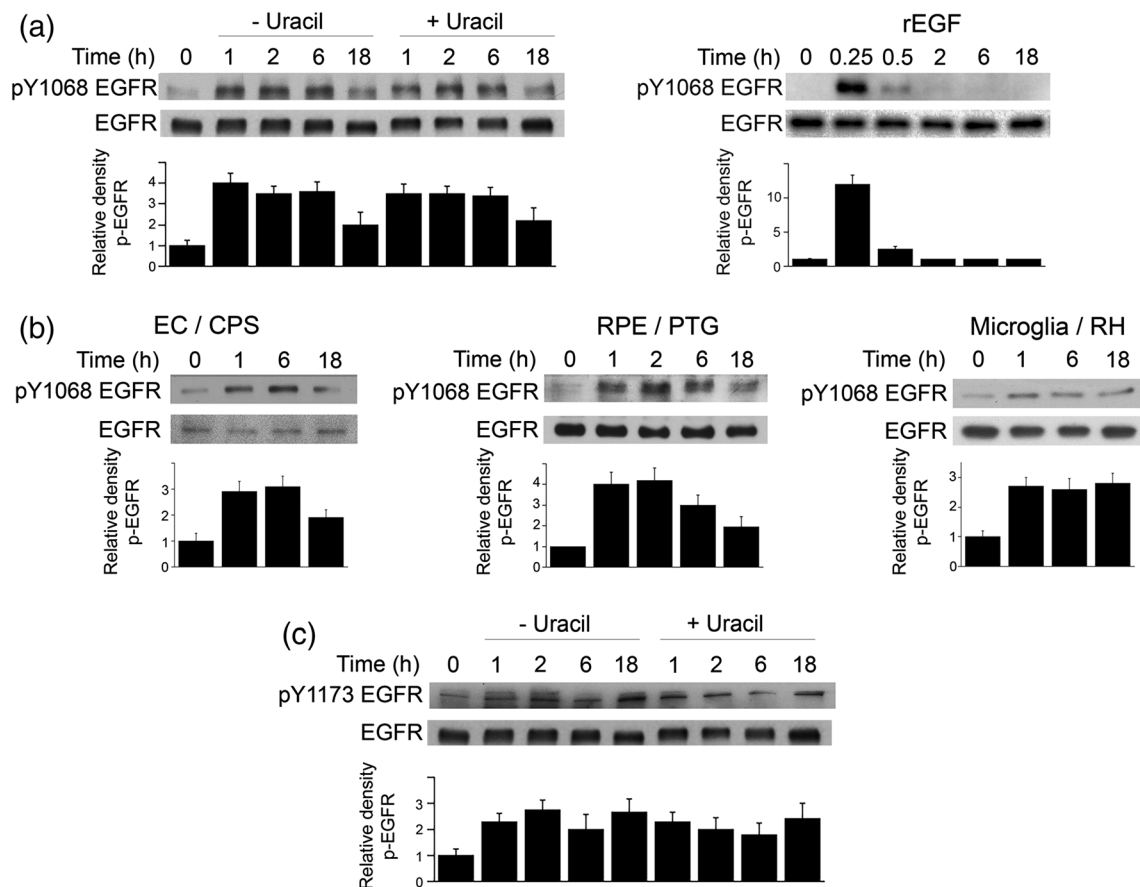 (a)
- Uracil + Uracil
Time (h) 0 1 2 6 18 1 2 6 18
pY1068 EGFR
EGFR
Relative density
p-EGFR
4
3
2
1
0
rEGF
0 0.25 0.5 2 6 18
pY1068 EGFR
EGFR
Relative density
p-EGFR
10
5
0
(b)
EC / CPS
Time (h) 0 1 6 18
pY1068 EGFR
EGFR
Relative density
p-EGFR
3
2
1
0
RPE / PTG
Time (h) 0 1 2 6 18
pY1068 EGFR
EGFR
Relative density
p-EGFR
4
3
2
1
0
Microglia / RH
Time (h) 0 1 6 18
pY1068 EGFR
EGFR
Relative density
p-EGFR
3
2
1
0
(c)
- Uracil + Uracil
Time (h) 0 1 2 6 18 1 2 6 18
pY1173 EGFR
EGFR
Relative density
p-EGFR
3
2
1
0